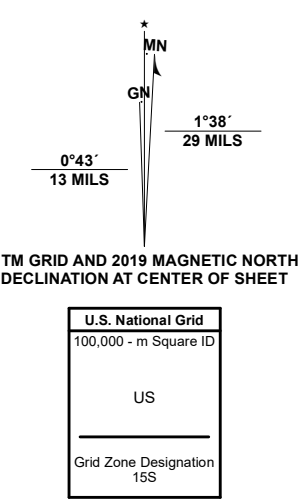 MN
GN
1°38´
29 MILS
0°43´
13 MILS
TM GRID AND 2019 MAGNETIC NORTH
DECLINATION AT CENTER OF SHEET
U.S. National Grid
100,000 - m Square ID
US
Grid Zone Designation
15S